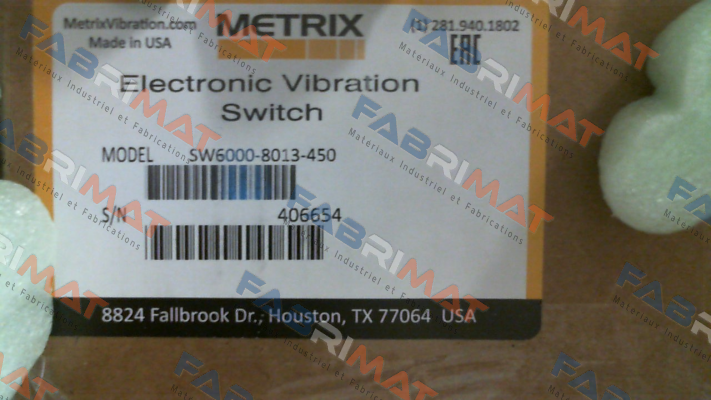 MetrixVibration.com METRIX (1) 281.940.1802
Made in USA EAC
Electronic Vibration
Switch
MODEL SW6000-8013-450
S/N 406654
8824 Fallbrook Dr., Houston, TX 77064 USA
FABRIMAT
Materiaux Industriel et Fabrications